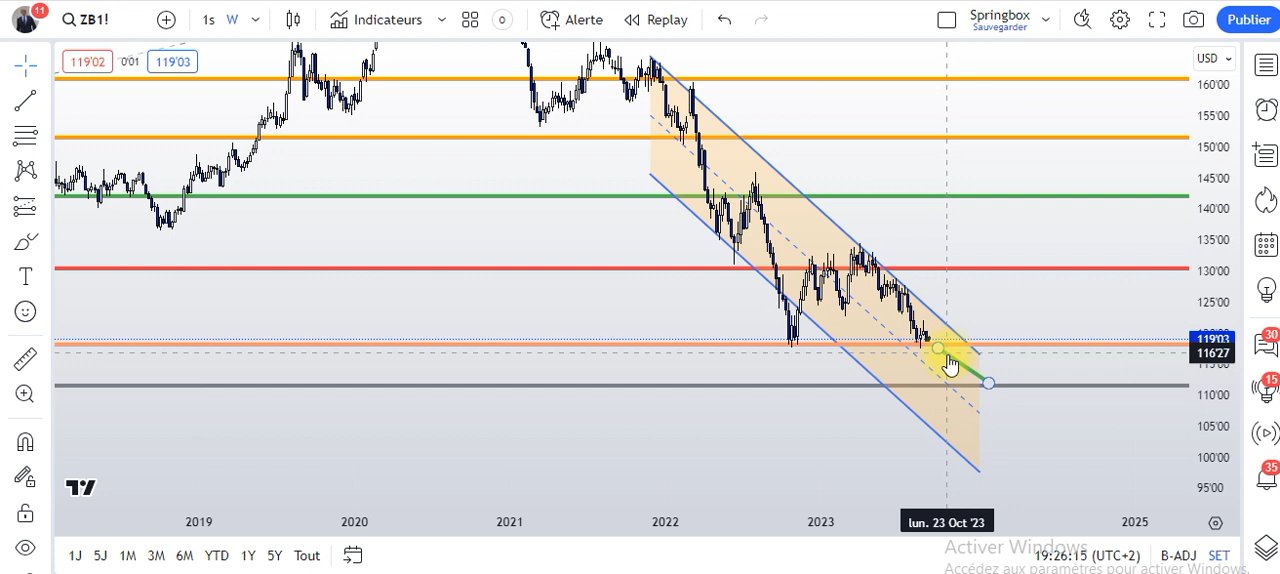 11 ZB1! 1s W Indicateurs 0 Alerte Replay Springbox Publier
Sauvegarder
119'02 0'01 119'03 USD
160'00
155'00
150'00
145'00
140'00
135'00
130'00
125'00
119'03
116'27
110'00
105'00
100'00
95'00
30
15
35
2019 2020 2021 2022 2023 lun. 23 Oct '23 2025
1J 5J 1M 3M 6M YTD 1Y 5Y Tout 19:26:15 (UTC+2) B-ADJ SET
Activer Windows
Accédez aux paramètres pour activer Windows.